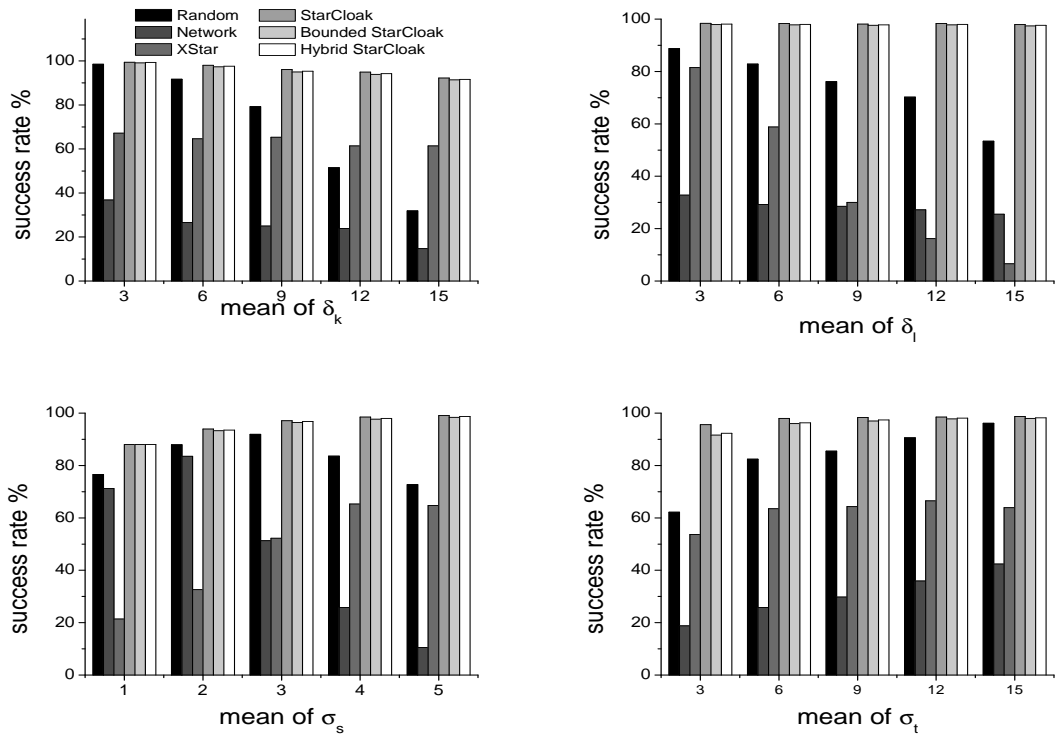 Random
Network
XStar
StarCloak
Bounded StarCloak
Hybrid StarCloak
success rate %
100
80
60
40
20
0
3 6 9 12 15
mean of δk
success rate %
100
80
60
40
20
0
3 6 9 12 15
mean of δl
success rate %
100
80
60
40
20
0
1 2 3 4 5
mean of σs
success rate %
100
80
60
40
20
0
3 6 9 12 15
mean of σt